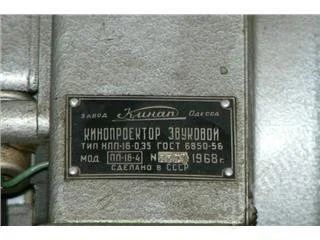 ЗАВОД Кинап ОДЕССА
КИНОПРОЕКТОР ЗВУКОВОЙ
ТИП КПП-16-0,35 ГОСТ 6850-56
МОД ПП-16-4 N 1968 г.
СДЕЛАНО В СССР